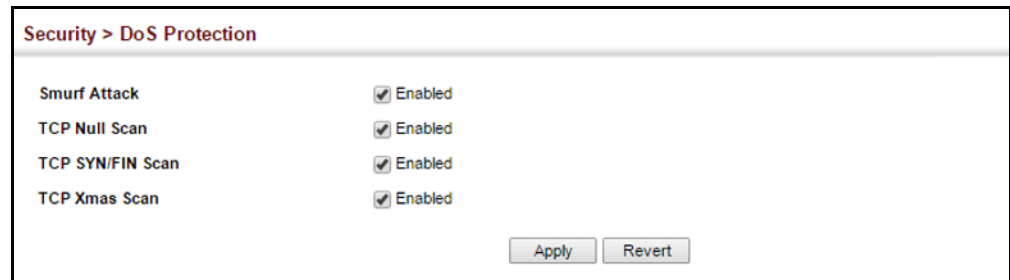 Security > DoS Protection
Smurf Attack Enabled
TCP Null Scan Enabled
TCP SYN/FIN Scan Enabled
TCP Xmas Scan Enabled
Apply Revert